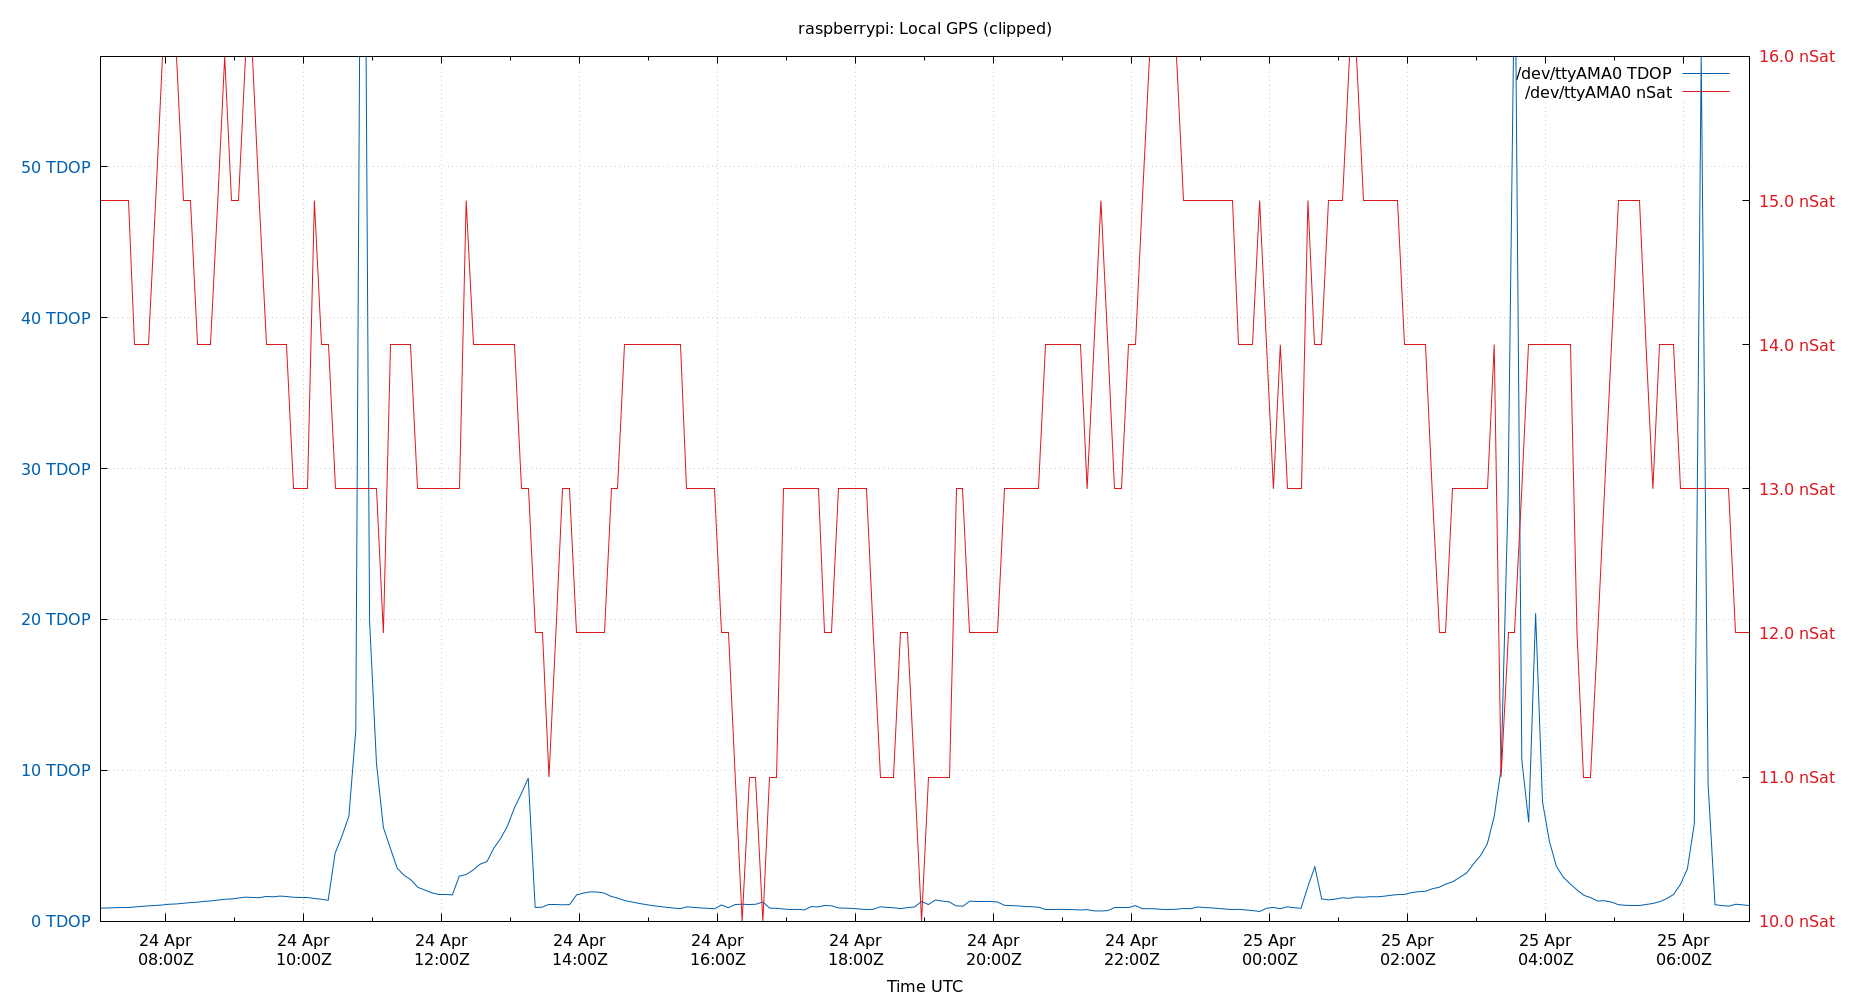 raspberrypi: Local GPS (clipped)
16.0 nSat
/dev/ttyAMA0 TDOP
/dev/ttyAMA0 nSat
50 TDOP
15.0 nSat
40 TDOP
14.0 nSat
30 TDOP
13.0 nSat
20 TDOP
12.0 nSat
10 TDOP
11.0 nSat
0 TDOP
10.0 nSat
24 Apr 24 Apr 24 Apr 24 Apr 24 Apr 24 Apr 24 Apr 24 Apr 25 Apr 25 Apr 25 Apr 25 Apr
08:00Z 10:00Z 12:00Z 14:00Z 16:00Z 18:00Z 20:00Z 22:00Z 00:00Z 02:00Z 04:00Z 06:00Z
Time UTC